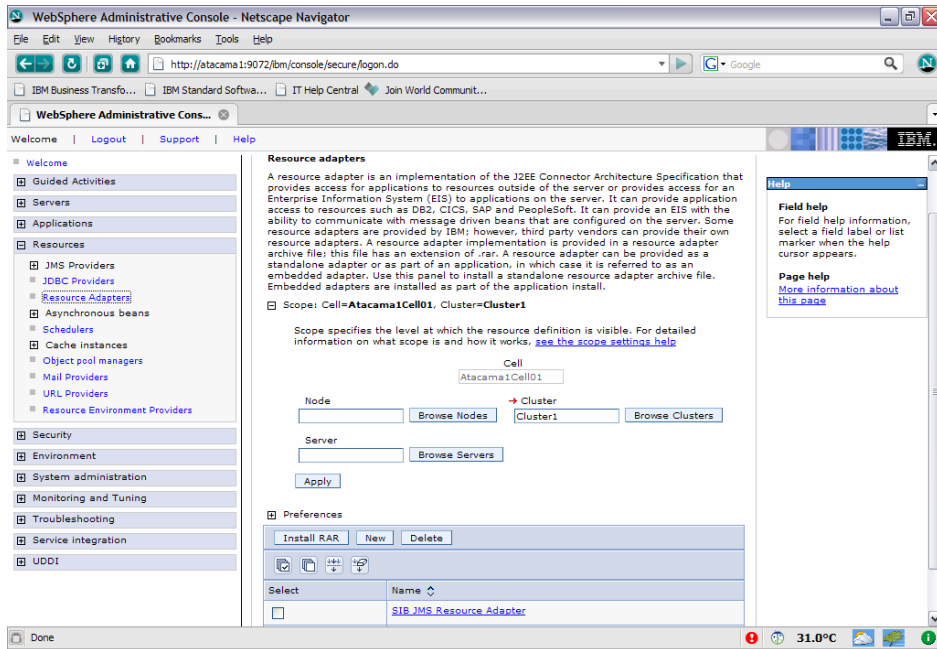 WebSphere Administrative Console - Netscape Navigator
File Edit View History Bookmarks Tools Help
http://atacama1:9072/ibm/console/secure/logon.do
G Google
IBM Business Transfo... IBM Standard Softwa... IT Help Central Join World Communit...
WebSphere Administrative Cons...
Welcome | Logout | Support | Help
IBM.
Welcome
Guided Activities
Servers
Applications
Resources
JMS Providers
JDBC Providers
Resource Adapters
Asynchronous beans
Schedulers
Cache instances
Object pool managers
Mail Providers
URL Providers
Resource Environment Providers
Security
Environment
System administration
Monitoring and Tuning
Troubleshooting
Service integration
UDDI
Resource adapters
A resource adapter is an implementation of the J2EE Connector Architecture Specification that
provides access for applications to resources outside of the server or provides access for an
Enterprise Information System (EIS) to applications on the server. It can provide application
access to resources such as DB2, CICS, SAP and PeopleSoft. It can provide an EIS with the
ability to communicate with message driven beans that are configured on the server. Some
resource adapters are provided by IBM; however, third party vendors can provide their own
resource adapters. A resource adapter implementation is provided in a resource adapter
archive file; this file has an extension of .rar. A resource adapter can be provided as a
standalone adapter or as part of an application, in which case it is referred to as an
embedded adapter. Use this panel to install a standalone resource adapter archive file.
Embedded adapters are installed as part of the application install.
Scope: Cell=Atacama1Cell01, Cluster=Cluster1
Scope specifies the level at which the resource definition is visible. For detailed
information on what scope is and how it works, see the scope settings help
Cell
Atacama1Cell01
Node
Browse Nodes
Cluster
Cluster1
Browse Clusters
Server
Browse Servers
Apply
Preferences
Install RAR New Delete
Select Name
SIB JMS Resource Adapter
Help
Field help
For field help information,
select a field label or list
marker when the help
cursor appears.
Page help
More information about
this page
Done
31.0°C